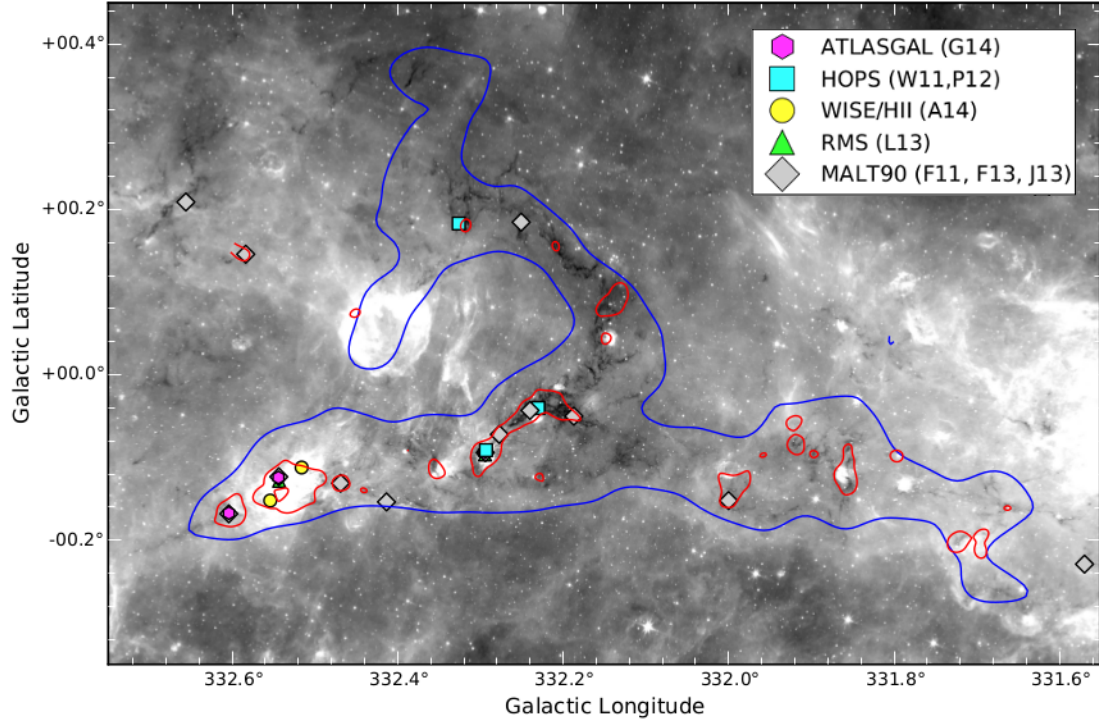 +00.4°
+00.2°
+00.0°
-00.2°
Galactic Latitude
ATLASGAL (G14)
HOPS (W11,P12)
WISE/HII (A14)
RMS (L13)
MALT90 (F11, F13, J13)
332.6° 332.4° 332.2° 332.0° 331.8° 331.6°
Galactic Longitude